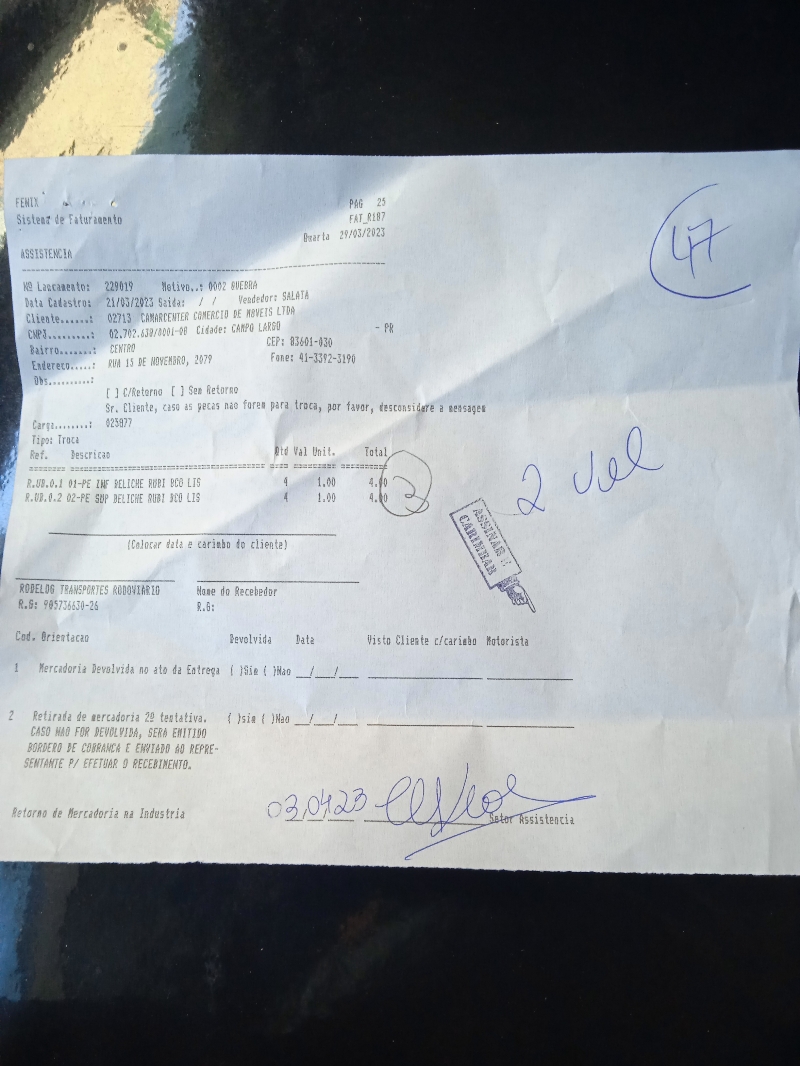 FENIX
PAG 25
Sistema de Faturamento
FAT_R187
Quarta 29/03/2023
ASSISTENCIA
47
Nº Lancamento: 229019 Motivo..: 0002 QUEBRA
Data Cadastro: 21/03/2023 Saida: / / Vendedor: SALATA
Cliente......: 02713 CAMARCENTER COMERCIO DE MOVEIS LTDA
CNPJ.........: 02.702.630/0001-00 Cidade: CAMPO LARGO - PR
Bairro.......: CENTRO CEP: 83601-030
Endereco.....: RUA 15 DE NOVEMBRO, 2079 Fone: 41-3392-3190
Obs..........:
[ ] C/Retorno [ ] Sem Retorno
Sr. Cliente, caso as pecas nao forem para troca, por favor, desconsidere a mensagem
Carga........: 025977
Tipo: Troca
Ref. Descricao Qtd Val Unit. Total
R.UB.0.1 01-PE INF BELICHE RUBI BCO LIS 4 1.00 4.00
R.UB.0.2 02-PE SUP BELICHE RUBI BCO LIS 4 1.00 4.00
2 Vol
ASSINAR E
CARIMBAR
(Colocar data e carimbo do cliente)
RODELOG TRANSPORTES RODOVIARIO Nome do Recebedor
R.G: 905736630-26 R.G:
Cod. Orientacao Devolvida Data Visto Cliente c/carimbo Motorista
1 Mercadoria Devolvida no ato da Entrega ( )Sim ( )Nao __/__/__
2 Retirada de mercadoria 2ª tentativa. ( )sim ( )Nao __/__/__
CASO NAO FOR DEVOLVIDA, SERA EMITIDO
BORDERO DE COBRANCA E ENVIADO AO REPRE-
SENTANTE P/ EFETUAR O RECEBIMENTO.
Retorno de Mercadoria na Industria 03,04,23 Setor Assistencia